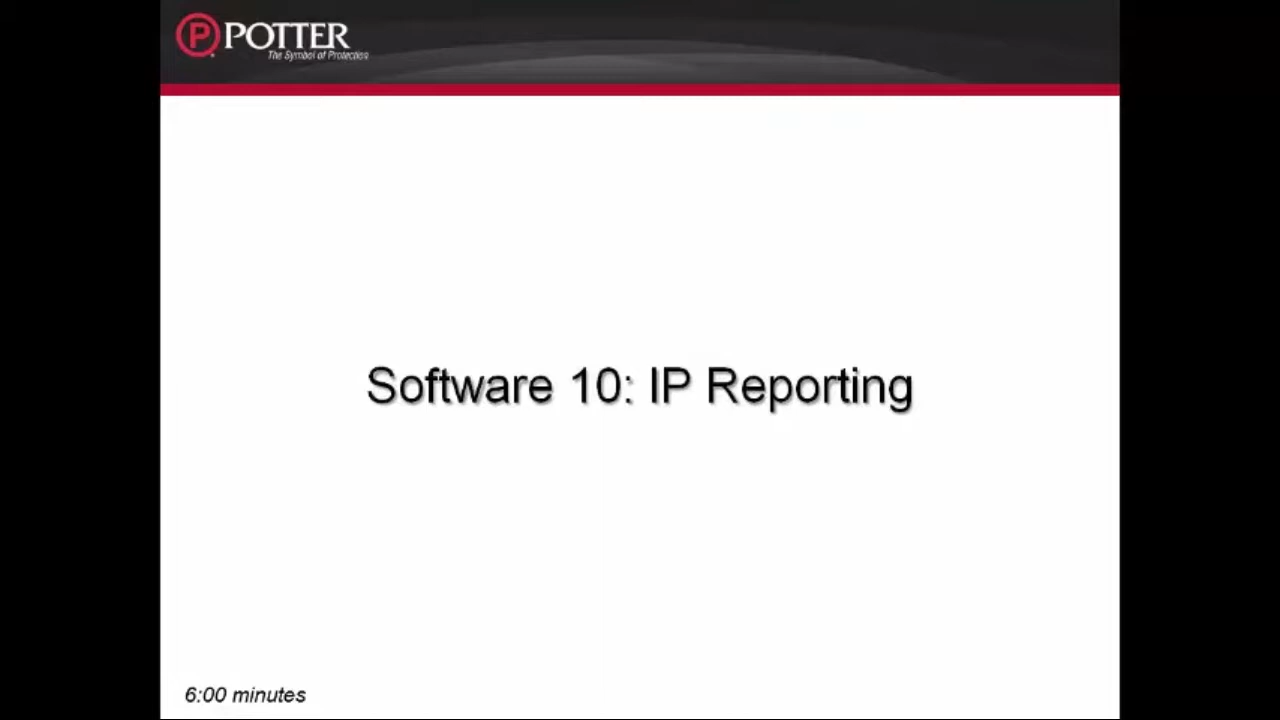 P POTTER
The Symbol of Protection
Software 10: IP Reporting
6:00 minutes